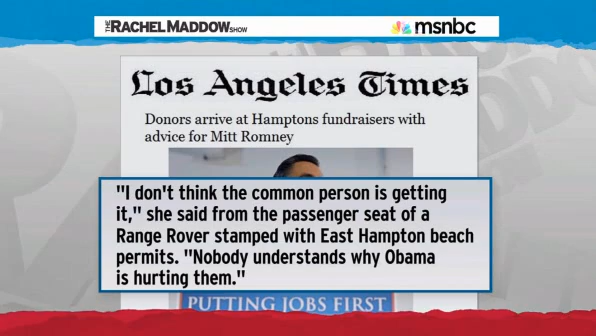 THE RACHEL MADDOW SHOW
msnbc
Los Angeles Times
Donors arrive at Hamptons fundraisers with
advice for Mitt Romney
"I don't think the common person is getting
it," she said from the passenger seat of a
Range Rover stamped with East Hampton beach
permits. "Nobody understands why Obama
is hurting them."
PUTTING JOBS FIRST